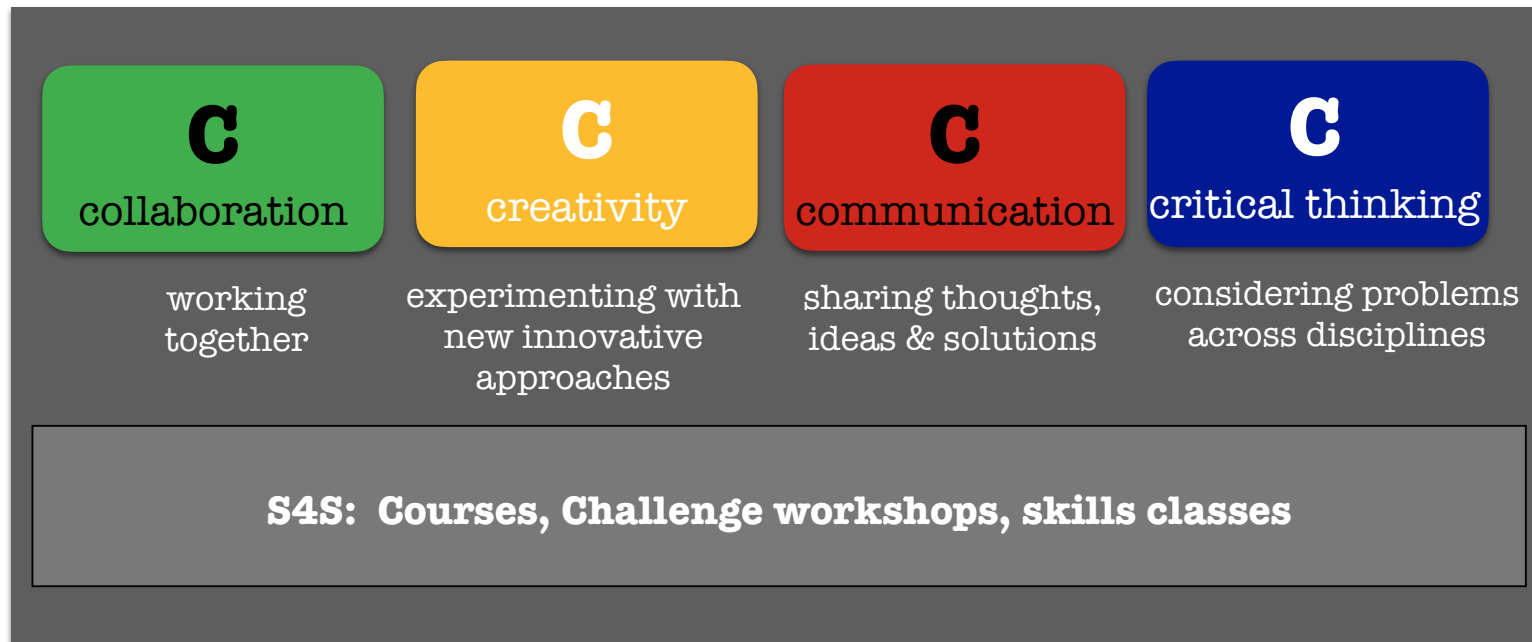 C
collaboration
working
together
C
creativity
experimenting with
new innovative
approaches
C
communication
sharing thoughts,
ideas & solutions
C
critical thinking
considering problems
across disciplines
S4S:  Courses, Challenge workshops, skills classes